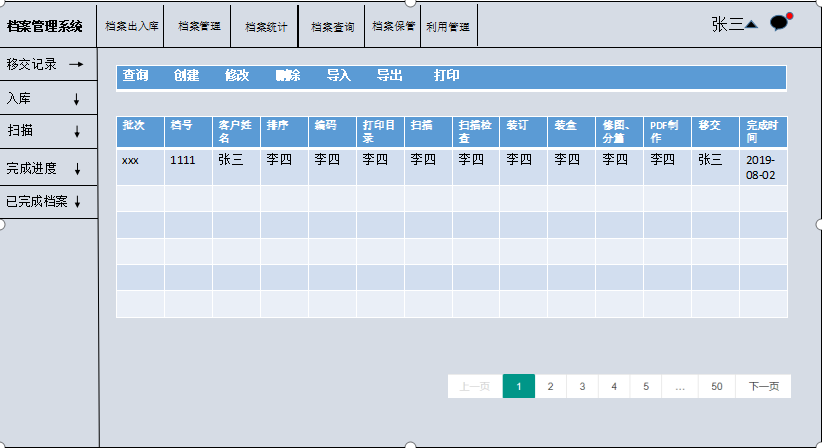 档案管理系统 档案出入库 档案管理 档案统计 档案查询 档案保管 利用管理 张三
移交记录
入库
扫描
完成进度
已完成档案
查询 创建 修改 删除 导入 导出 打印
批次 档号 客户姓名 排序 编码 打印目录 扫描 扫描检查 装订 装盒 修图、分篇 PDF制作 移交 完成时间
xxx 1111 张三 李四 李四 李四 李四 李四 李四 李四 李四 李四 张三 2019-08-02
上一页 1 2 3 4 5 … 50 下一页